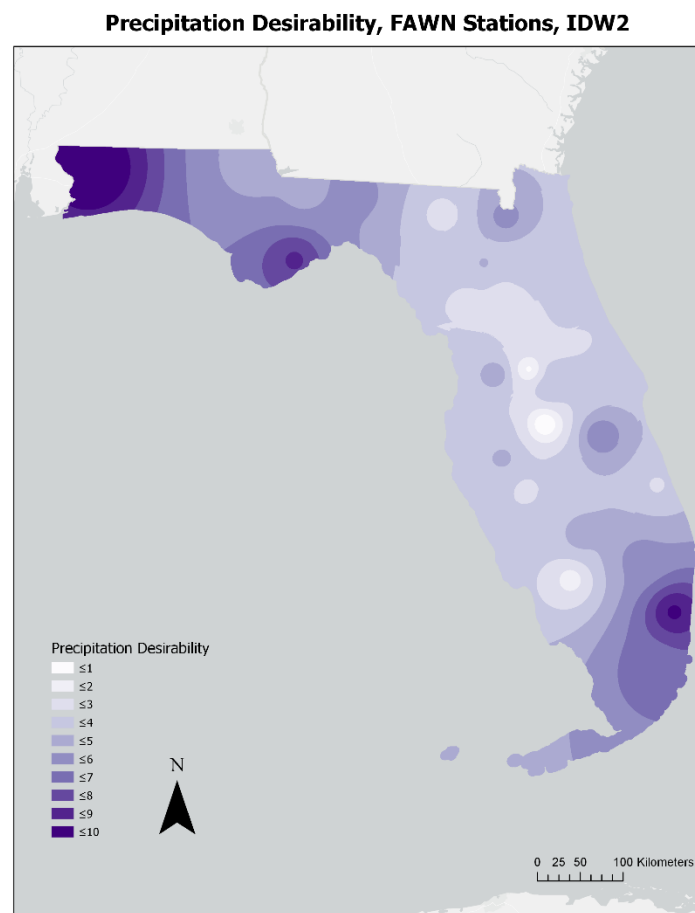 Precipitation Desirability, FAWN Stations, IDW2
Precipitation Desirability
≤1
≤2
≤3
≤4
≤5
≤6
≤7
≤8
≤9
≤10
N
0 25 50 100 Kilometers